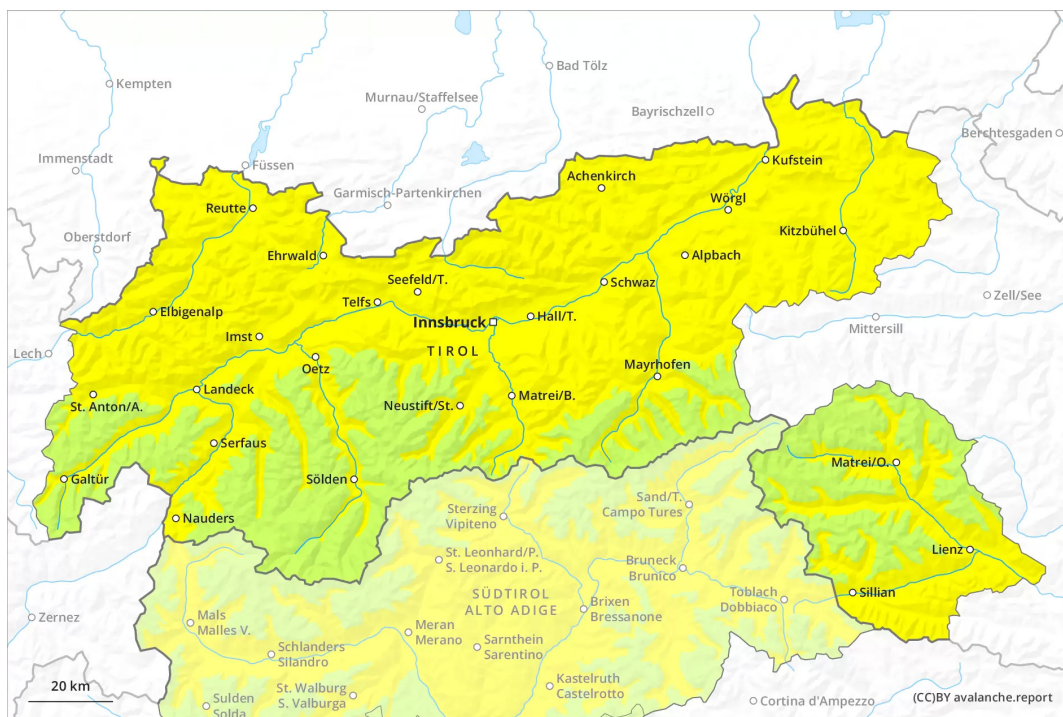 Kempten
Bad Tölz
Murnau/Staffelsee
Bayrischzell
Berchtesgaden
Immenstadt
Füssen
Kufstein
Garmisch-Partenkirchen
Achenkirch
Reutte
Wörgl
Oberstdorf
Kitzbühel
Ehrwald
Alpbach
Seefeld/T.
Schwaz
Telfs
Zell/See
Elbigenalp
Innsbruck
Hall/T.
Mittersill
Imst
Lech
TIROL
Oetz
Mayrhofen
Landeck
St. Anton/A.
Neustift/St.
Matrei/B.
Serfaus
Matrei/O.
Galtür
Sölden
Sand/T.
Campo Tures
Sterzing
Vipiteno
Nauders
Lienz
St. Leonhard/P.
S. Leonardo i. P.
Bruneck
Brunico
Sillian
SÜDTIROL
ALTO ADIGE
Toblach
Dobbiaco
Brixen
Bressanone
Zernez
Mals
Malles V.
Meran
Merano
Sarnthein
Sarentino
Schlanders
Silandro
Kastelruth
Castelrotto
20 km
St. Walburg
S. Valburga
Sulden
Solda
Cortina d'Ampezzo
(CC)BY avalanche.report